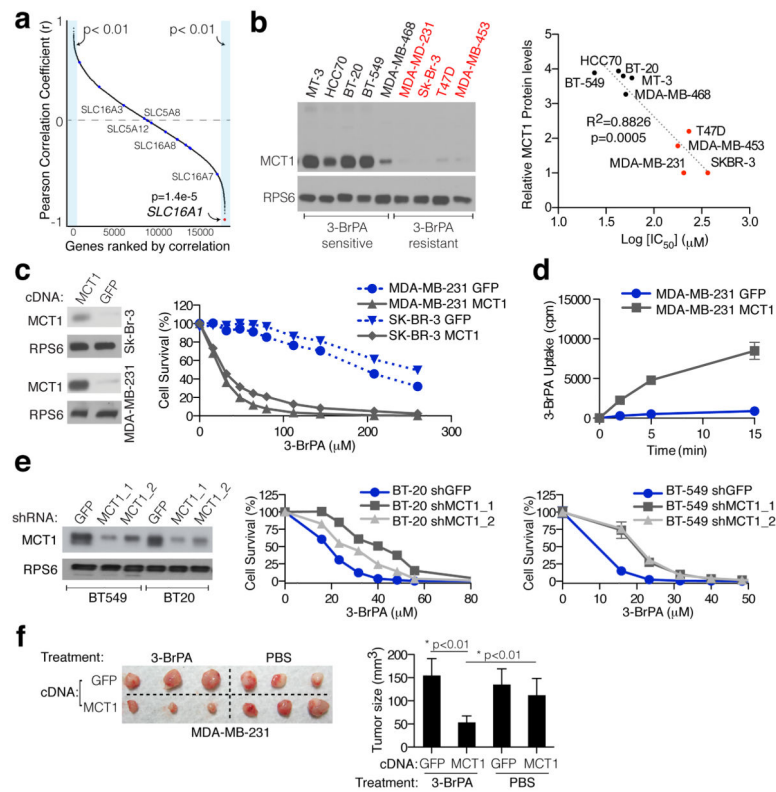 a
Pearson Correlation Coefficient (r)
1
0
-1
p< 0.01
p< 0.01
SLC16A3
SLC5A8
SLC5A12
SLC16A8
SLC16A7
p=1.4e-5
SLC16A1
0
5000
10000
15000
Genes ranked by correlation
b
MT-3
HCC70
BT-20
BT-549
MDA-MB-468
MDA-MD-231
Sk-Br-3
T47D
MDA-MB-453
MCT1
RPS6
3-BrPA sensitive
3-BrPA resistant
Relative MCT1 Protein levels
5
4
3
2
1
0
HCC70
BT-20
BT-549
MT-3
MDA-MB-468
R2=0.8826
p=0.0005
T47D
MDA-MB-453
MDA-MB-231
SKBR-3
1.0
1.5
2.0
2.5
3.0
Log [IC50] (μM)
c
cDNA:
MCT1
GFP
MCT1
RPS6
Sk-Br-3
MCT1
RPS6
MDA-MB-231
Cell Survival (%)
120
100
80
60
40
20
0
MDA-MB-231 GFP
MDA-MB-231 MCT1
SK-BR-3 GFP
SK-BR-3 MCT1
0
100
200
300
3-BrPA (μM)
d
MDA-MB-231 GFP
MDA-MB-231 MCT1
3-BrPA Uptake (cpm)
15000
10000
5000
0
0
5
10
15
Time (min)
e
shRNA:
GFP
MCT1_1
MCT1_2
GFP
MCT1_1
MCT1_2
MCT1
RPS6
BT549
BT20
Cell Survival (%)
125
100
75
50
25
0
BT-20 shGFP
BT-20 shMCT1_1
BT-20 shMCT1_2
0
20
40
60
80
3-BrPA (μM)
Cell Survival (%)
125
100
75
50
25
0
BT-549 shGFP
BT-549 shMCT1_1
BT-549 shMCT1_2
0
10
20
30
40
50
3-BrPA (μM)
f
Treatment:
3-BrPA
PBS
cDNA:
GFP
MCT1
MDA-MB-231
Tumor size (mm3)
200
150
100
50
0
* p<0.01
* p<0.01
cDNA:
GFP
MCT1
GFP
MCT1
Treatment:
3-BrPA
PBS